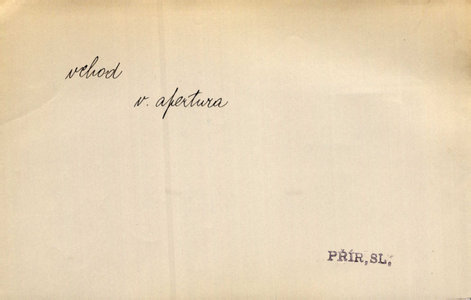 vchod
v. apertura
PŘÍR, SL,